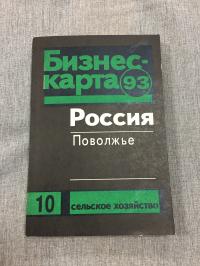 Бизнес-
карта 93
Россия
Поволжье
10 сельское хозяйство